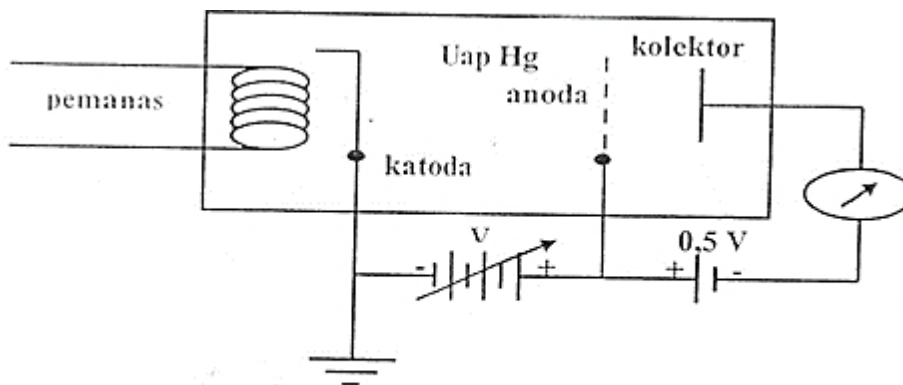 kolektor
Uap Hg
anoda
pemanas
katoda
V
0,5 V
- +
+ -